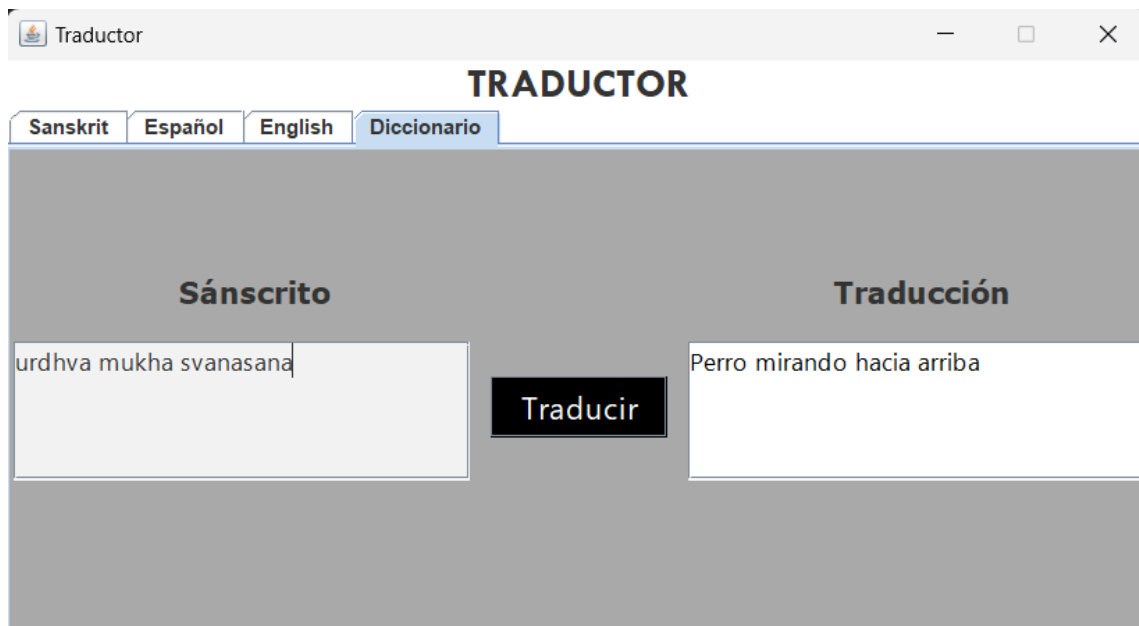 Traductor
TRADUCTOR
Sanskrit Español English Diccionario
Sánscrito Traducción
urdhva mukha svanasana
Perro mirando hacia arriba
Traducir